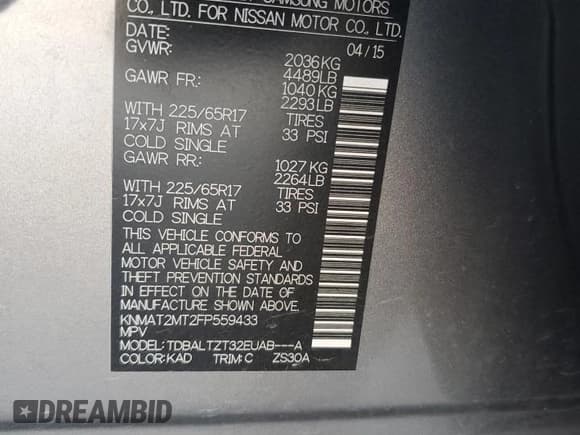 SAMSUNG MOTORS
CO., LTD. FOR NISSAN MOTOR CO., LTD.
DATE: 04/15
GVWR: 2036KG
4489LB
GAWR FR: 1040 KG
2293LB
WITH 225/65R17 TIRES
17x7J RIMS AT 33 PSI
COLD SINGLE
GAWR RR: 1027 KG
2264LB
WITH 225/65R17 TIRES
17x7J RIMS AT 33 PSI
COLD SINGLE
THIS VEHICLE CONFORMS TO
ALL APPLICABLE FEDERAL
MOTOR VEHICLE SAFETY AND
THEFT PREVENTION STANDARDS
IN EFFECT ON THE DATE OF
MANUFACTURE SHOWN ABOVE.
KNMAT2MT2FP559433
MPV
MODEL: TDBALTZT32EUAB---A
COLOR: KAD TRIM: C ZS30A
DREAMBID